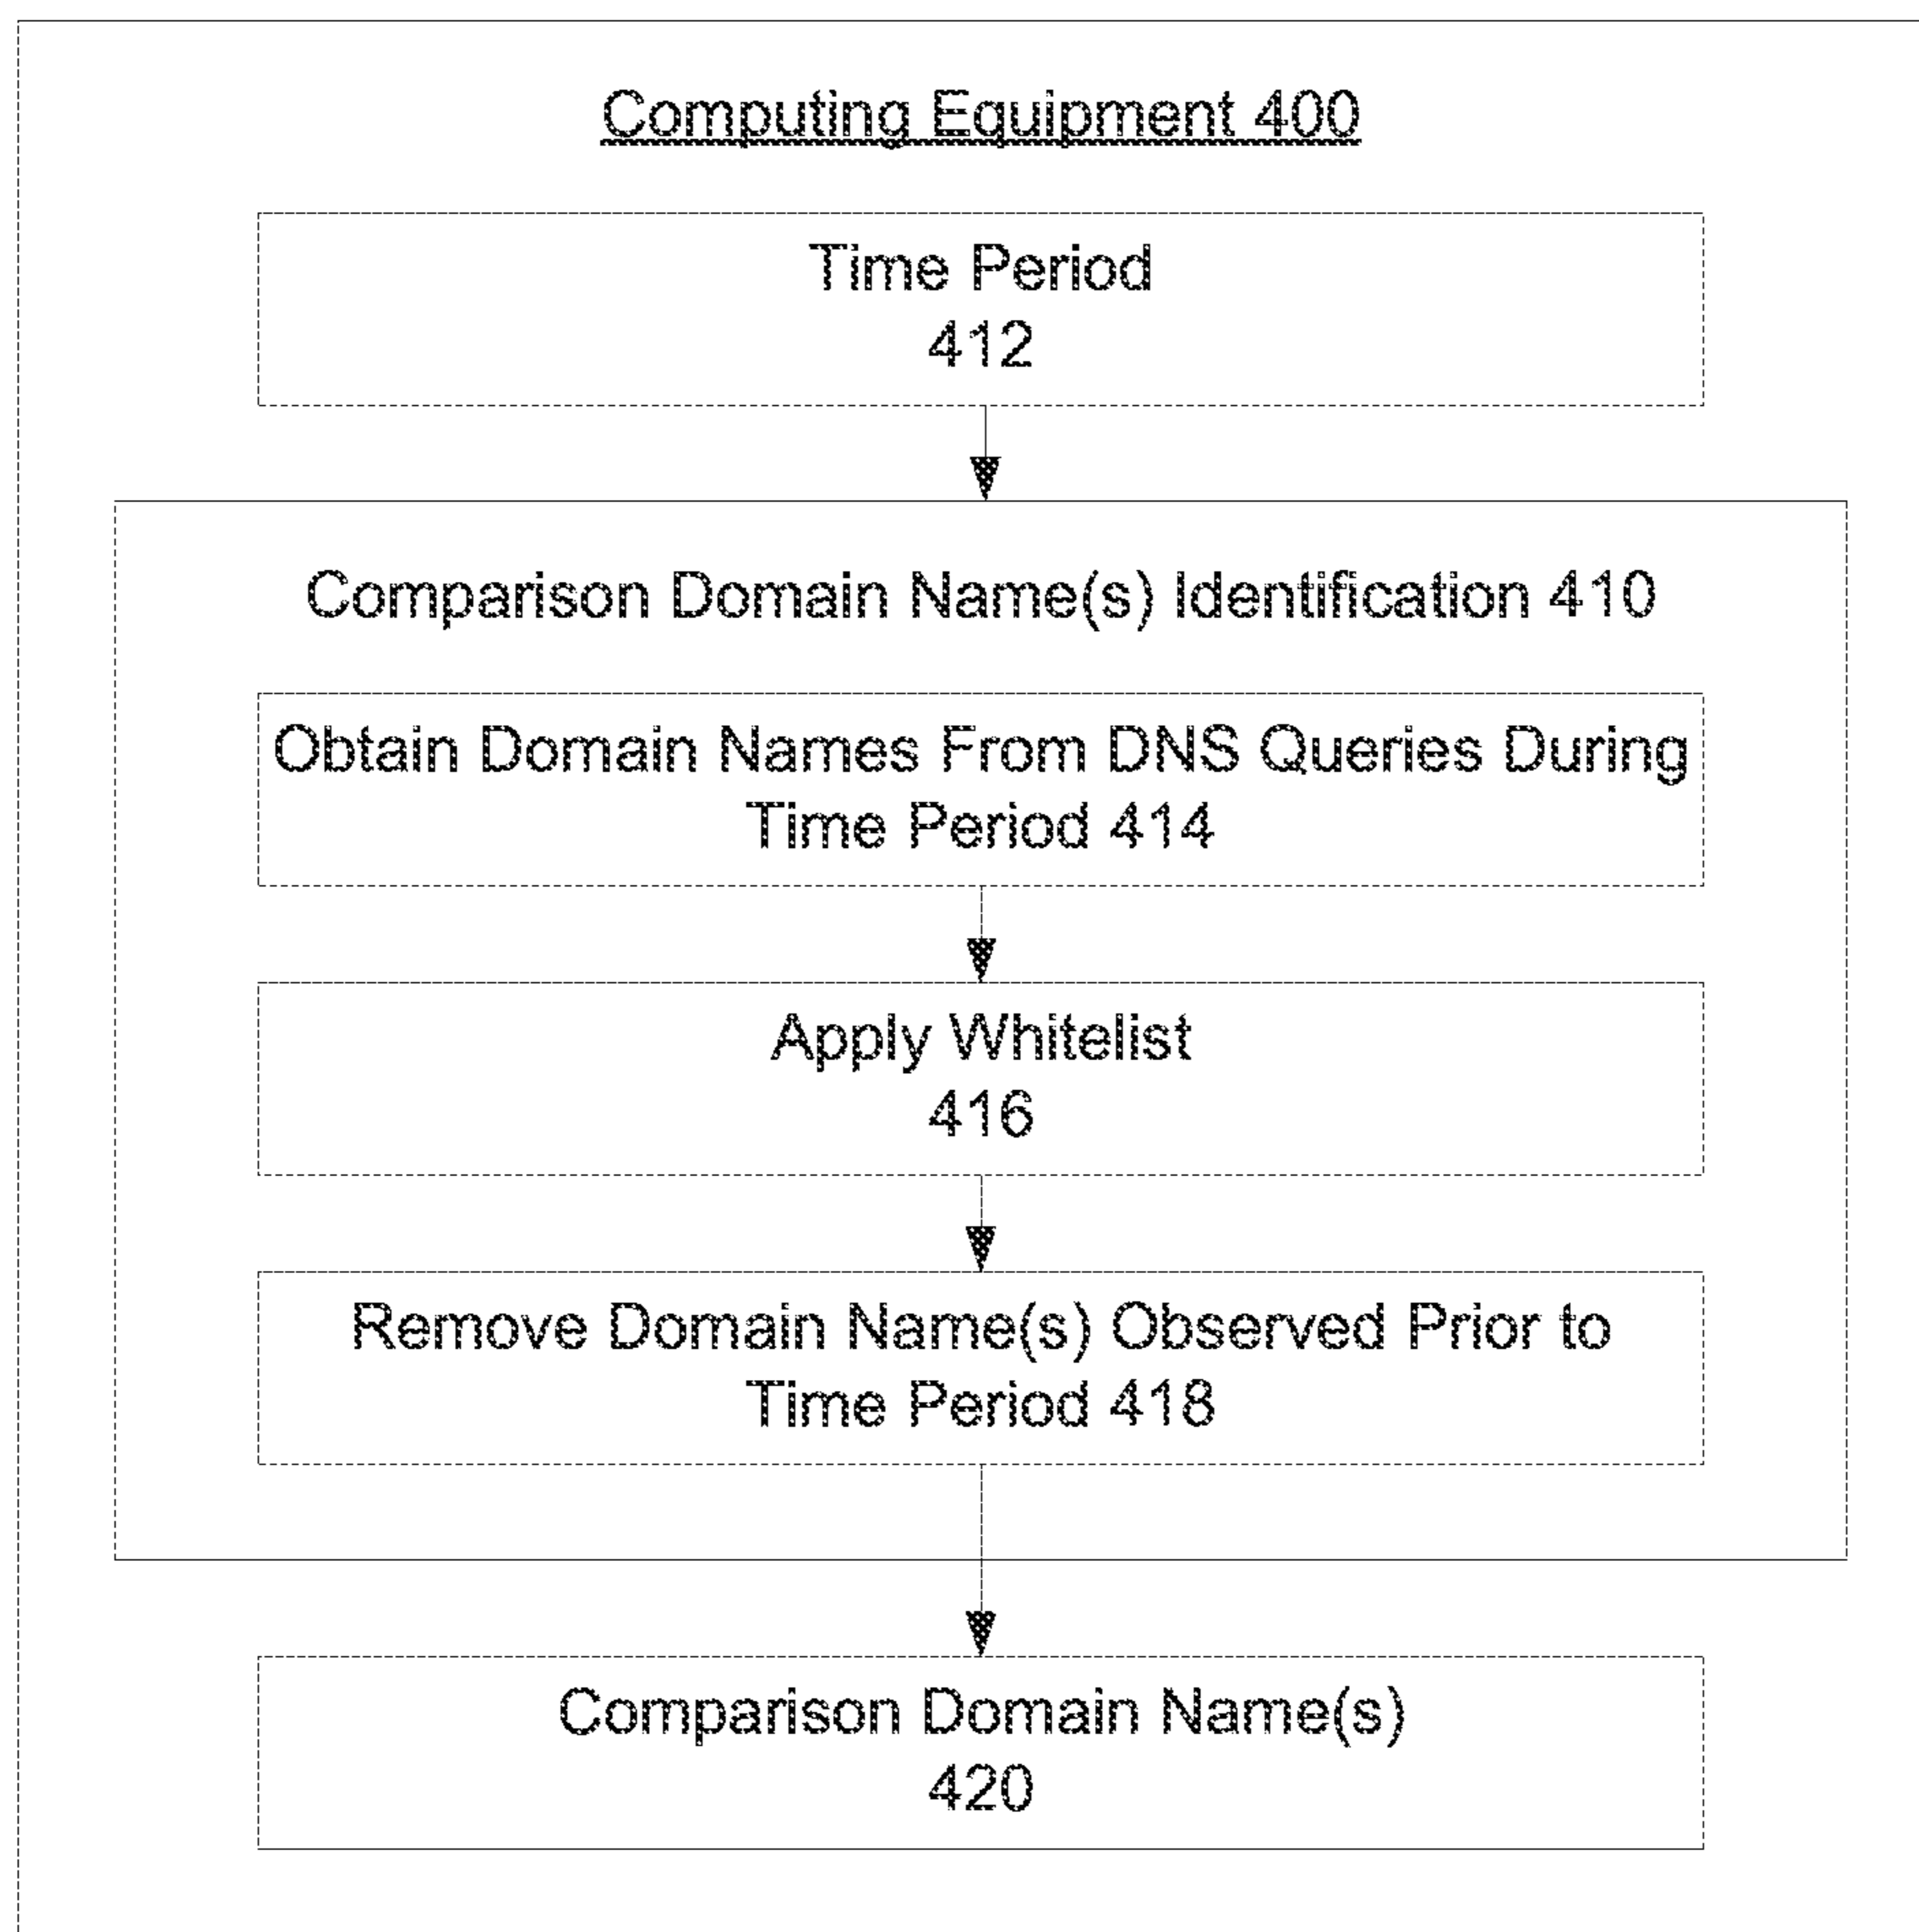 Computing Equipment 400
Time Period
412
Comparison Domain Name(s) Identification 410
Obtain Domain Names From DNS Queries During
Time Period 414
Apply Whitelist
416
Remove Domain Name(s) Observed Prior to
Time Period 418
Comparison Domain Name(s)
420